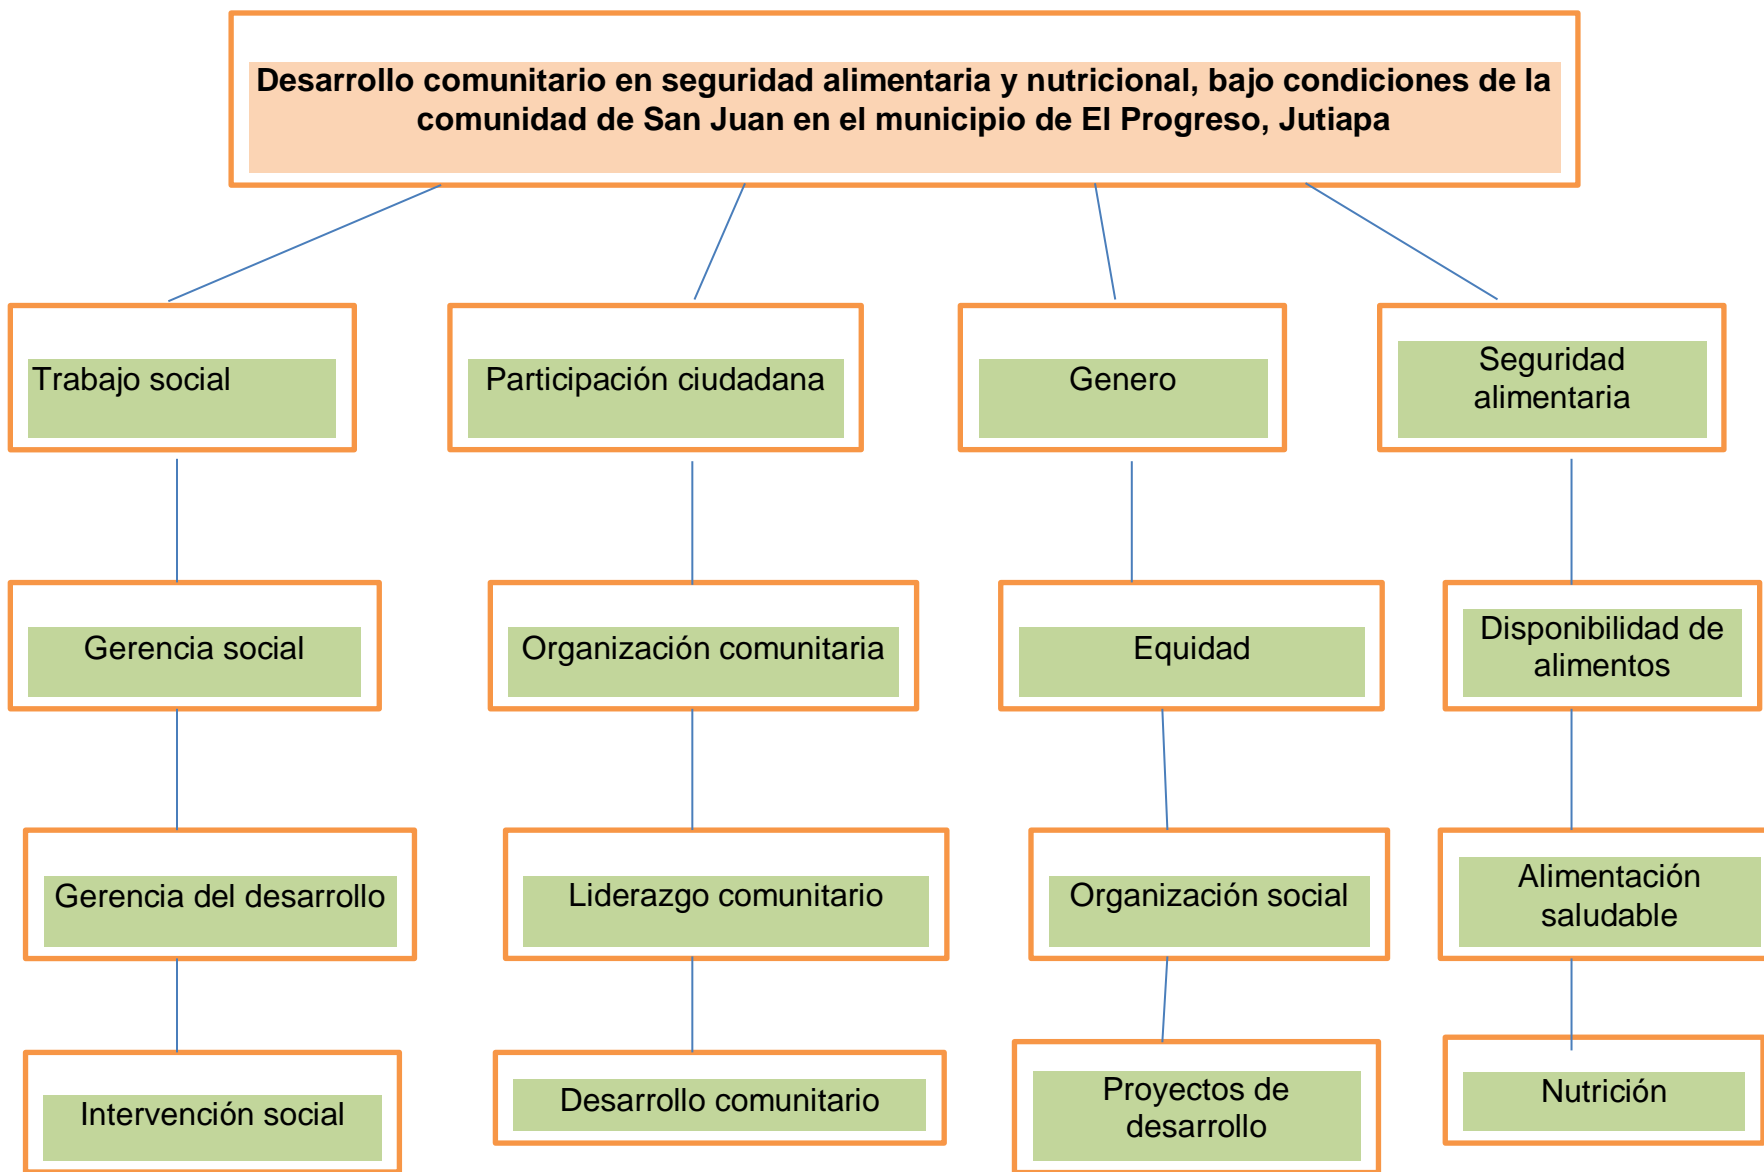 Desarrollo comunitario en seguridad alimentaria y nutricional, bajo condiciones de la
comunidad de San Juan en el municipio de El Progreso, Jutiapa
Trabajo social
Participación ciudadana
Genero
Seguridad
alimentaria
Gerencia social
Organización comunitaria
Equidad
Disponibilidad de
alimentos
Gerencia del desarrollo
Liderazgo comunitario
Organización social
Alimentación
saludable
Intervención social
Desarrollo comunitario
Proyectos de
desarrollo
Nutrición